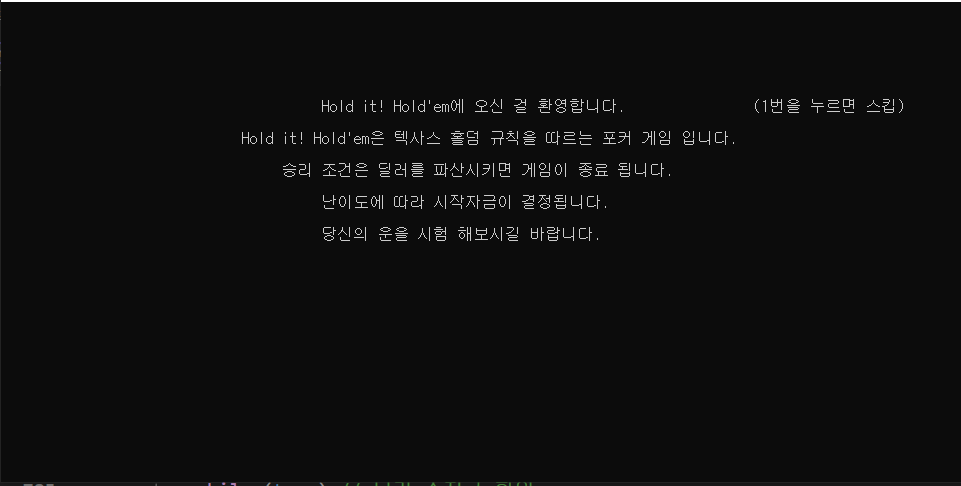 Hold it! Hold'em에 오신 걸 환영합니다. (1번을 누르면 스킵)
Hold it! Hold'em은 텍사스 홀덤 규칙을 따르는 포커 게임 입니다.
승리 조건은 딜러를 파산시키면 게임이 종료 됩니다.
난이도에 따라 시작자금이 결정됩니다.
당신의 운을 시험 해보시길 바랍니다.